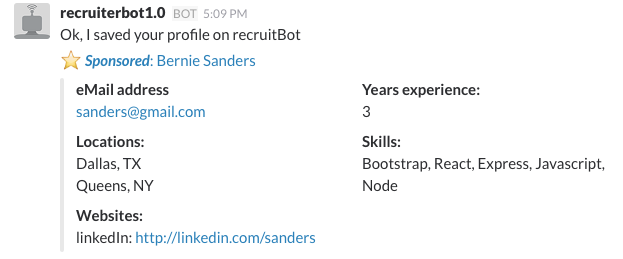 recruiterbot1.0 BOT 5:09 PM
Ok, I saved your profile on recruitBot
Sponsored: Bernie Sanders
eMail address
sanders@gmail.com
Years experience:
3
Locations:
Dallas, TX
Queens, NY
Skills:
Bootstrap, React, Express, Javascript,
Node
Websites:
linkedIn: http://linkedin.com/sanders